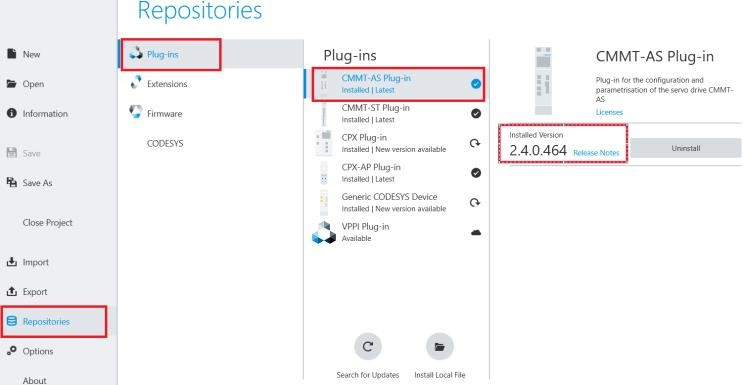 Repositories
New
Open
Information
Save
Save As
Close Project
Import
Export
Repositories
Options
About
Plug-ins
Extensions
Firmware
CODESYS
Plug-ins
CMMT-AS Plug-in
Installed | Latest
CMMT-ST Plug-in
Installed | Latest
CPX Plug-in
Installed | New version available
CPX-AP Plug-in
Installed | Latest
Generic CODESYS Device
Installed | New version available
VPPI Plug-in
Available
Search for Updates
Install Local File
CMMT-AS Plug-in
Plug-in for the configuration and
parametrisation of the servo drive CMMT-
AS
Licenses
Installed Version
2.4.0.464 Release Notes
Uninstall